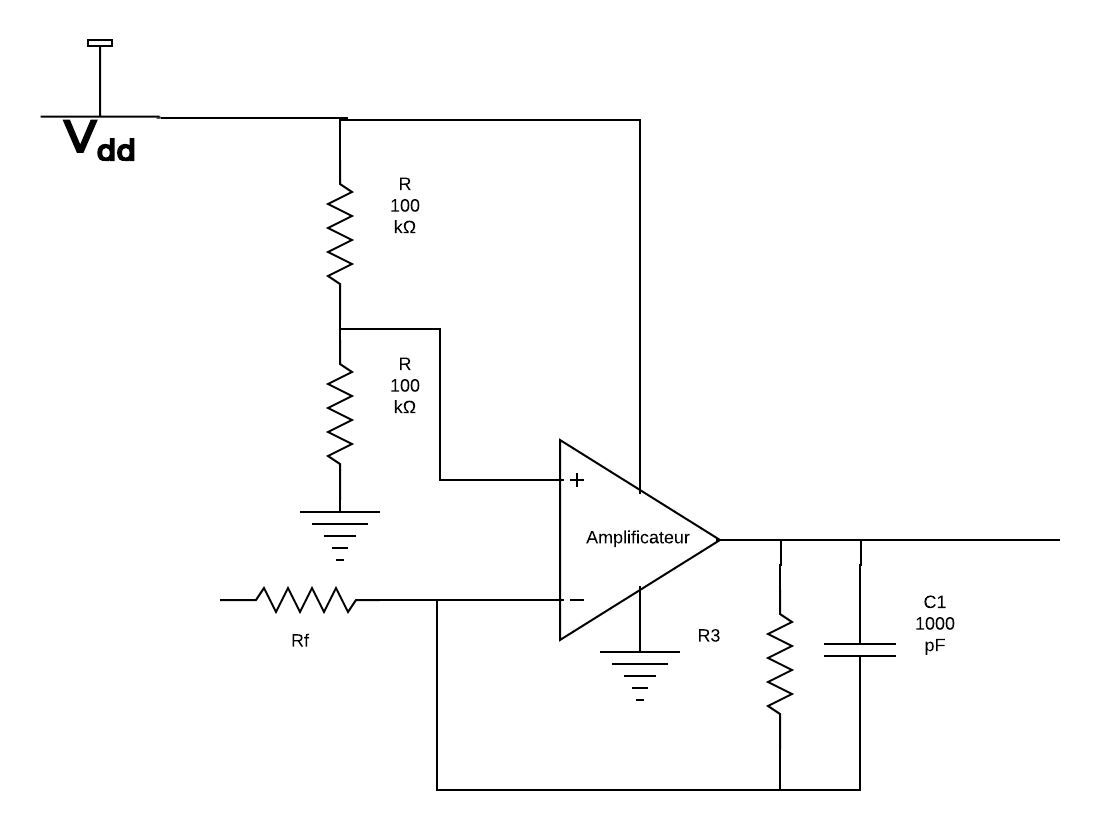 Vdd
R
100
kΩ
R
100
kΩ
+
Amplificateur
−
Rf
R3
C1
1000
pF